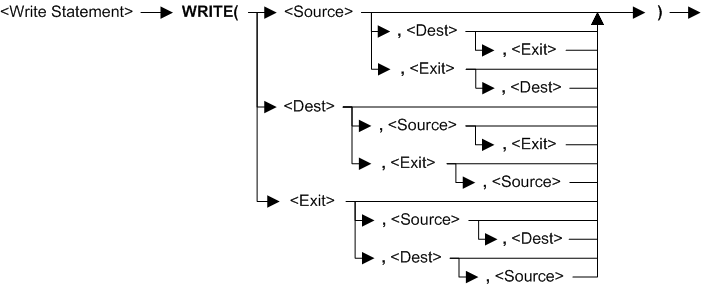 <Write Statement> WRITE( <Source> )
, <Dest>
, <Exit>
, <Exit>
, <Dest>
<Dest>
, <Source>
, <Exit>
, <Exit>
, <Source>
<Exit>
, <Source>
, <Dest>
, <Dest>
, <Source>